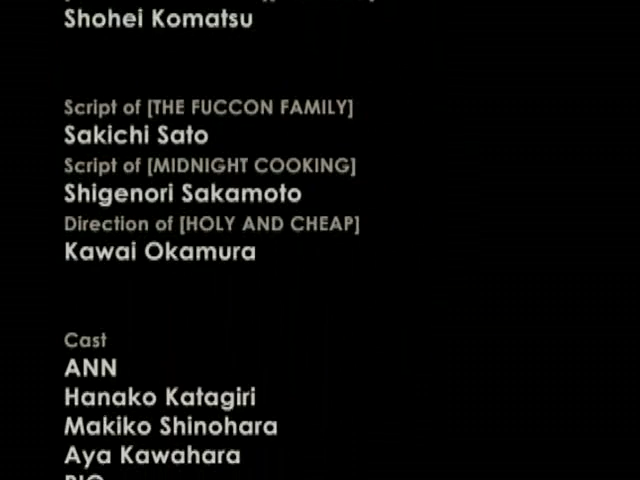 Shohei Komatsu
Script of [THE FUCCON FAMILY]
Sakichi Sato
Script of [MIDNIGHT COOKING]
Shigenori Sakamoto
Direction of [HOLY AND CHEAP]
Kawai Okamura
Cast
ANN
Hanako Katagiri
Makiko Shinohara
Aya Kawahara